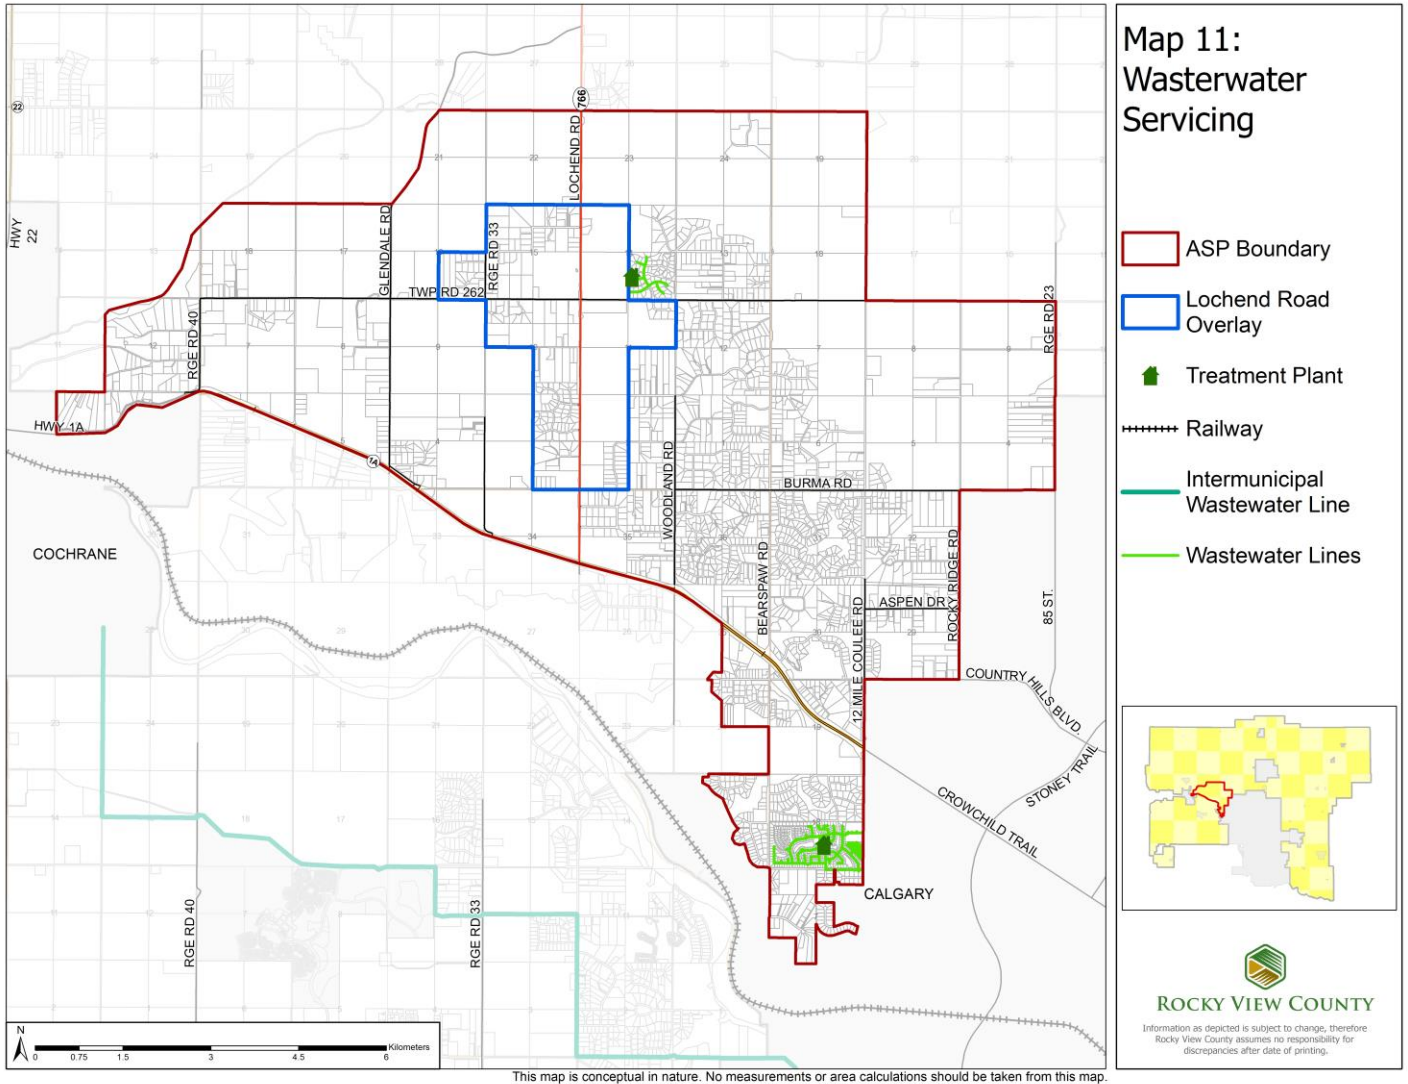 Map 11:
Wasterwater
Servicing
ASP Boundary
Lochend Road
Overlay
Treatment Plant
Railway
Intermunicipal
Wastewater Line
Wastewater Lines
ROCKY VIEW COUNTY
Information as depicted is subject to change, therefore
Rocky View County assumes no responsibility for
discrepancies after date of printing.
22
766
LOCHEND RD
HWY
22
GLENDALE RD
RGE RD 33
TWP RD 262
RGE RD 40
RGE RD 23
HWY 1A
1A
WOODLAND RD
BURMA RD
COCHRANE
BEARSPAW RD
12 MILE COULEE RD
ASPEN DR
ROCKY RIDGE RD
85 ST.
COUNTRY HILLS BLVD.
STONEY TRAIL
CROWCHILD TRAIL
CALGARY
RGE RD 40
RGE RD 33
N
0 0.75 1.5 3 4.5 6
Kilometers
This map is conceptual in nature. No measurements or area calculations should be taken from this map.